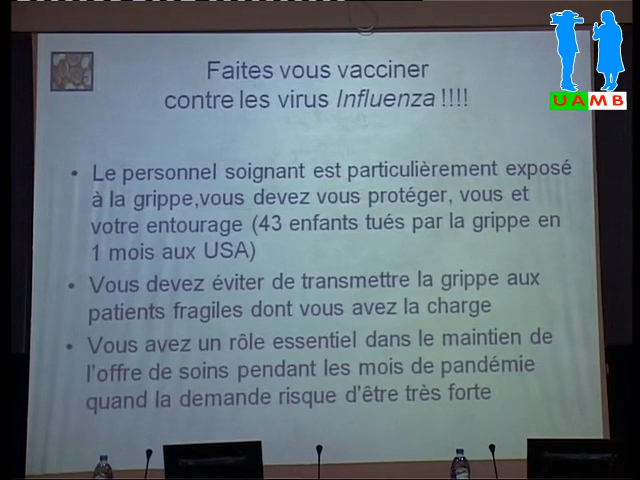 UAMB
Faites vous vacciner
contre les virus Influenza !!!!
• Le personnel soignant est particulièrement exposé
à la grippe,vous devez vous protéger, vous et
votre entourage (43 enfants tués par la grippe en
1 mois aux USA)
• Vous devez éviter de transmettre la grippe aux
patients fragiles dont vous avez la charge
• Vous avez un rôle essentiel dans le maintien de
l'offre de soins pendant les mois de pandémie
quand la demande risque d'être très forte